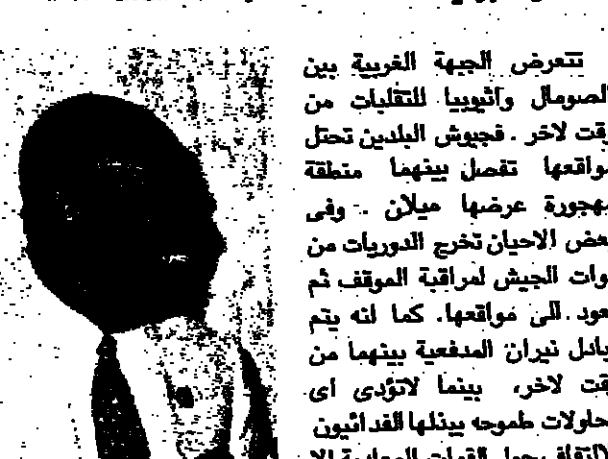 تتعرض الجبهة الغربية بين
الصومال واثيوبيا للتقلبات من
وقت لاخر . فجيوش البلدين تحتل
مواقعها تفصل بينهما منطقة
مهجورة عرضها ميلان . وفى
بعض الاحيان تخرج الدوريات من
قوات الجيش لمراقبة الموقف ثم
تعود الى مواقعها. كما انه يتم
تبادل نيران المدفعية بينهما من
وقت لاخر، بينما لاتؤدى اى
محاولات طموحه يبذلها الفدائيون